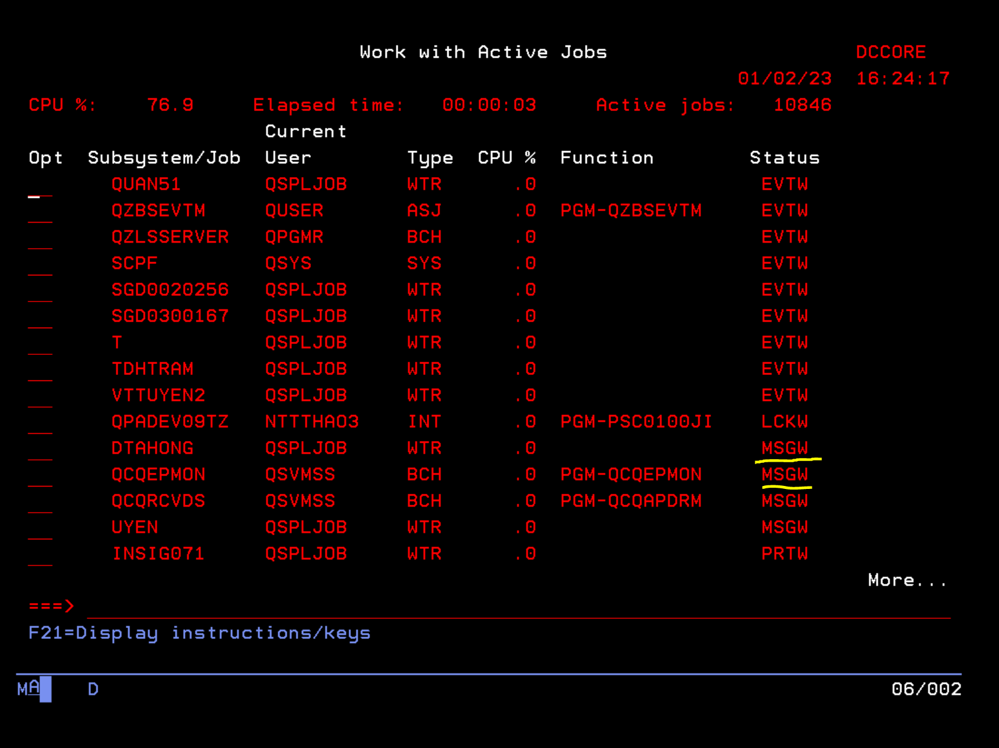 Work with Active Jobs DCCORE
01/02/23 16:24:17
CPU %: 76.9 Elapsed time: 00:00:03 Active jobs: 10846
Current
Opt Subsystem/Job User Type CPU % Function Status
QUAN51 QSPLJOB WTR .0 EVTW
QZBSEVTM QUSER ASJ .0 PGM-QZBSEVTM EVTW
QZLSSERVER QPGMR BCH .0 EVTW
SCPF QSYS SYS .0 EVTW
SGD0020256 QSPLJOB WTR .0 EVTW
SGD0300167 QSPLJOB WTR .0 EVTW
T QSPLJOB WTR .0 EVTW
TDHTRAM QSPLJOB WTR .0 EVTW
VTTUYEN2 QSPLJOB WTR .0 EVTW
QPADEV09TZ NTTTHAO3 INT .0 PGM-PSC0100JI LCKW
DTAHONG QSPLJOB WTR .0 MSGW
QCQEPMON QSVMSS BCH .0 PGM-QCQEPMON MSGW
QCQRCVDS QSVMSS BCH .0 PGM-QCQAPDRM MSGW
UYEN QSPLJOB WTR .0 MSGW
INSIG071 QSPLJOB WTR .0 PRTW
More...
===>
F21=Display instructions/keys
MA D 06/002